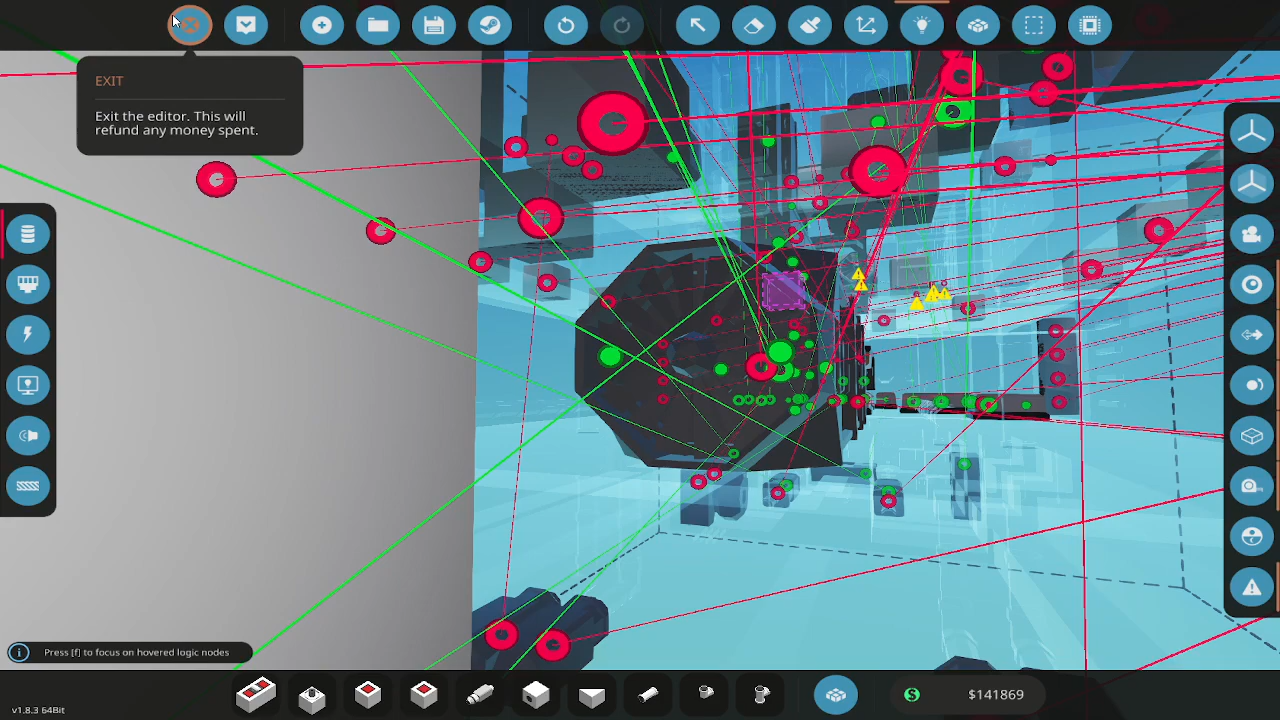 EXIT
Exit the editor. This will
refund any money spent.
Press [f] to focus on hovered logic nodes
$141869
v1.8.3 64Bit